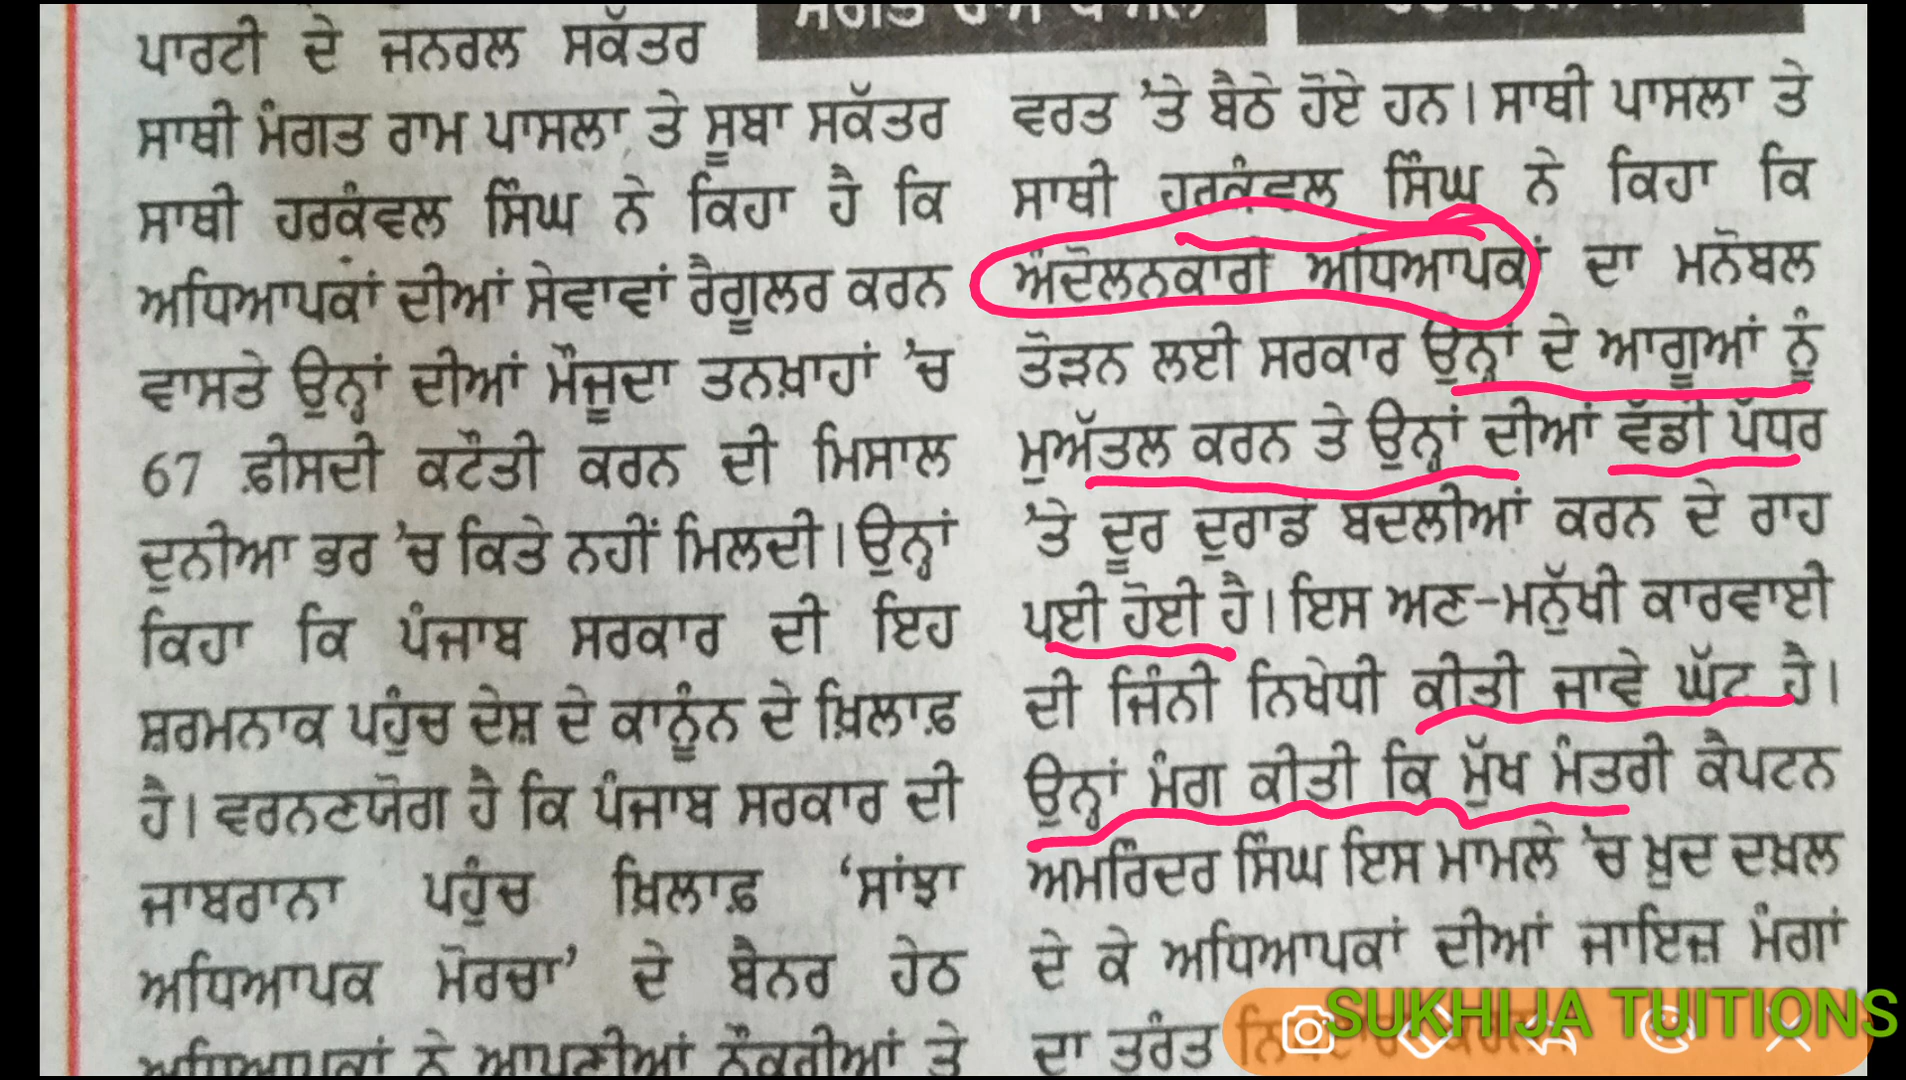 ਪਾਰਟੀ ਦੇ ਜਨਰਲ ਸਕੱਤਰ
ਸਾਥੀ ਮੰਗਤ ਰਾਮ ਪਾਸਲਾ ਤੇ ਸੂਬਾ ਸਕੱਤਰ
ਸਾਥੀ ਹਰਕੰਵਲ ਸਿੰਘ ਨੇ ਕਿਹਾ ਹੈ ਕਿ
ਅਧਿਆਪਕਾਂ ਦੀਆਂ ਸੇਵਾਵਾਂ ਰੈਗੂਲਰ ਕਰਨ
ਵਾਸਤੇ ਉਨ੍ਹਾਂ ਦੀਆਂ ਮੌਜੂਦਾ ਤਨਖ਼ਾਹਾਂ ’ਚ
67 ਫ਼ੀਸਦੀ ਕਟੌਤੀ ਕਰਨ ਦੀ ਮਿਸਾਲ
ਦੁਨੀਆ ਭਰ ’ਚ ਕਿਤੇ ਨਹੀਂ ਮਿਲਦੀ। ਉਨ੍ਹਾਂ
ਕਿਹਾ ਕਿ ਪੰਜਾਬ ਸਰਕਾਰ ਦੀ ਇਹ
ਸ਼ਰਮਨਾਕ ਪਹੁੰਚ ਦੇਸ਼ ਦੇ ਕਾਨੂੰਨ ਦੇ ਖ਼ਿਲਾਫ਼
ਹੈ। ਵਰਨਣਯੋਗ ਹੈ ਕਿ ਪੰਜਾਬ ਸਰਕਾਰ ਦੀ
ਜਾਬਰਾਨਾ ਪਹੁੰਚ ਖ਼ਿਲਾਫ਼ ‘ਸਾਂਝਾ
ਅਧਿਆਪਕ ਮੋਰਚਾ’ ਦੇ ਬੈਨਰ ਹੇਠ
ਅਧਿਆਪਕਾਂ ਨੇ ਆਪਣੀਆਂ ਨੌਕਰੀਆਂ ਤੇ
ਵਰਤ ’ਤੇ ਬੈਠੇ ਹੋਏ ਹਨ। ਸਾਥੀ ਪਾਸਲਾ ਤੇ
ਸਾਥੀ ਹਰਕੰਵਲ ਸਿੰਘ ਨੇ ਕਿਹਾ ਕਿ
ਅੰਦੋਲਨਕਾਰੀ ਅਧਿਆਪਕਾਂ ਦਾ ਮਨੋਬਲ
ਤੋੜਨ ਲਈ ਸਰਕਾਰ ਉਨ੍ਹਾਂ ਦੇ ਆਗੂਆਂ ਨੂੰ
ਮੁਅੱਤਲ ਕਰਨ ਤੇ ਉਨ੍ਹਾਂ ਦੀਆਂ ਵੱਡੀ ਪੱਧਰ
’ਤੇ ਦੂਰ ਦੁਰਾਡੇ ਬਦਲੀਆਂ ਕਰਨ ਦੇ ਰਾਹ
ਪਈ ਹੋਈ ਹੈ। ਇਸ ਅਣ-ਮਨੁੱਖੀ ਕਾਰਵਾਈ
ਦੀ ਜਿੰਨੀ ਨਿਖੇਧੀ ਕੀਤੀ ਜਾਵੇ ਘੱਟ ਹੈ।
ਉਨ੍ਹਾਂ ਮੰਗ ਕੀਤੀ ਕਿ ਮੁੱਖ ਮੰਤਰੀ ਕੈਪਟਨ
ਅਮਰਿੰਦਰ ਸਿੰਘ ਇਸ ਮਾਮਲੇ ’ਚ ਖ਼ੁਦ ਦਖ਼ਲ
ਦੇ ਕੇ ਅਧਿਆਪਕਾਂ ਦੀਆਂ ਜਾਇਜ਼ ਮੰਗਾਂ
ਦਾ ਤੁਰੰਤ
SUKHIJA TUITIONS